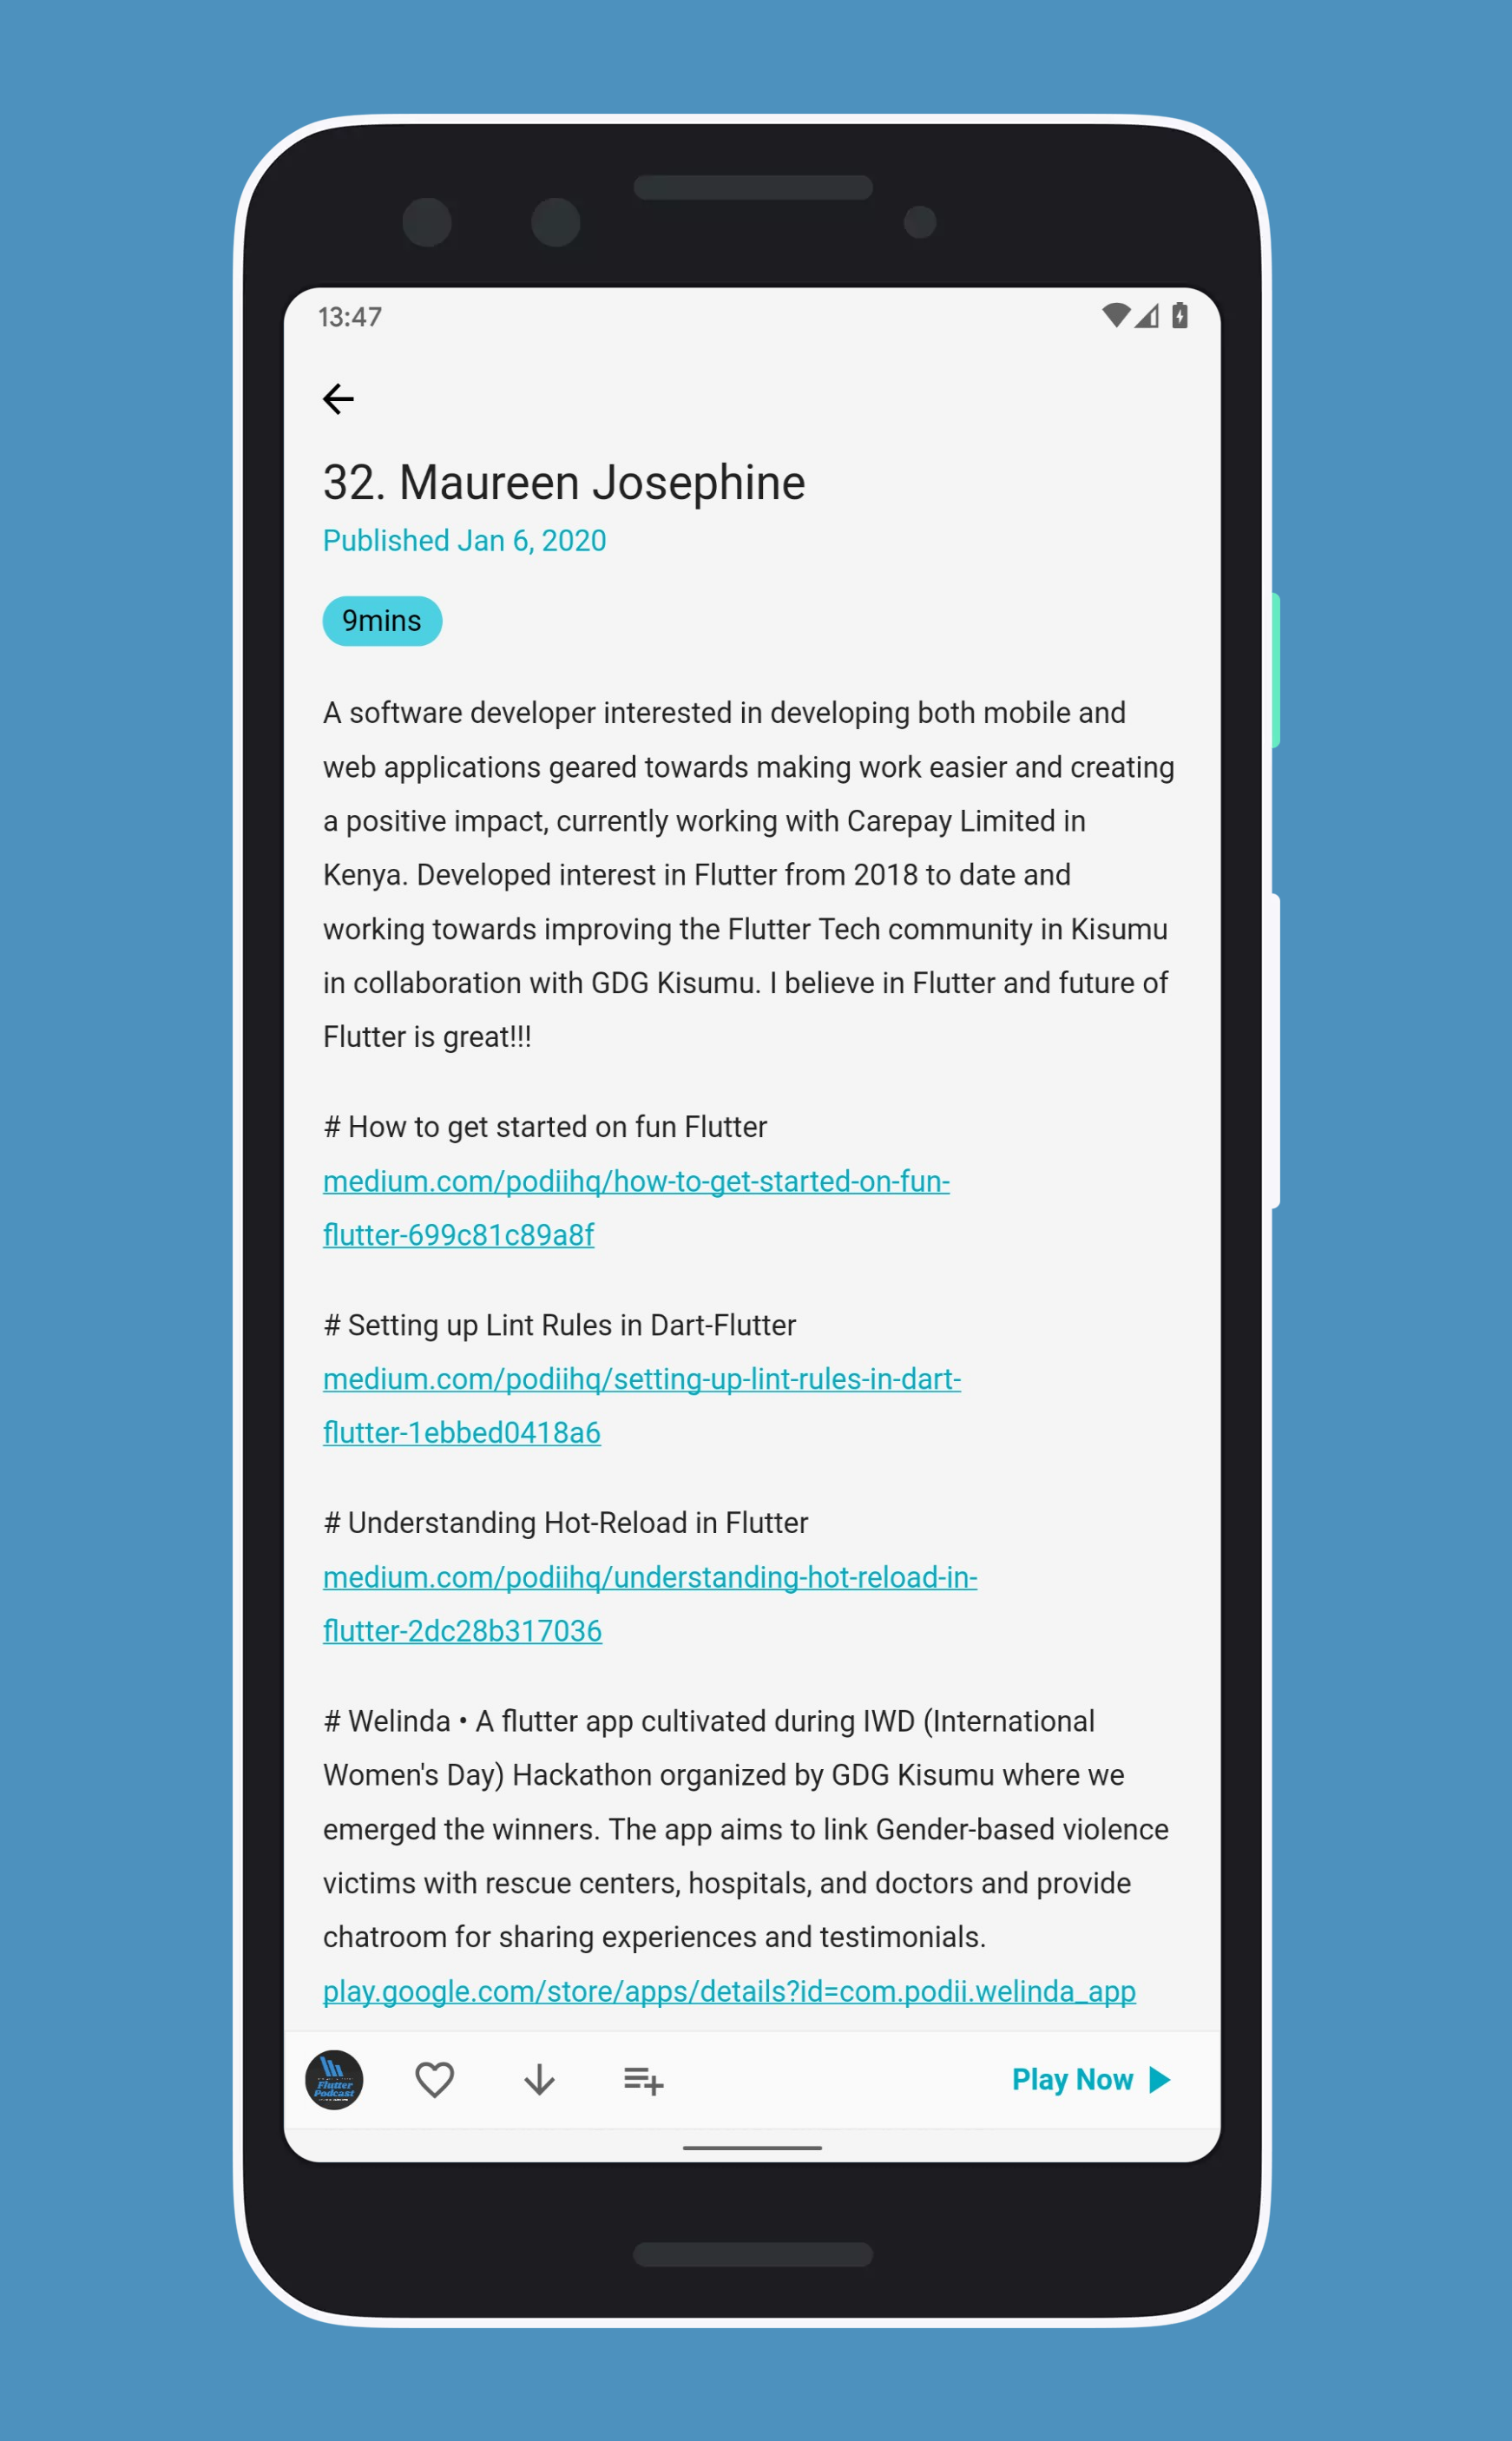 13:47
32. Maureen Josephine
Published Jan 6, 2020
9mins
A software developer interested in developing both mobile and
web applications geared towards making work easier and creating
a positive impact, currently working with Carepay Limited in
Kenya. Developed interest in Flutter from 2018 to date and
working towards improving the Flutter Tech community in Kisumu
in collaboration with GDG Kisumu. I believe in Flutter and future of
Flutter is great!!!
# How to get started on fun Flutter
medium.com/podiihq/how-to-get-started-on-fun-
flutter-699c81c89a8f
# Setting up Lint Rules in Dart-Flutter
medium.com/podiihq/setting-up-lint-rules-in-dart-
flutter-1ebbed0418a6
# Understanding Hot-Reload in Flutter
medium.com/podiihq/understanding-hot-reload-in-
flutter-2dc28b317036
# Welinda • A flutter app cultivated during IWD (International
Women's Day) Hackathon organized by GDG Kisumu where we
emerged the winners. The app aims to link Gender-based violence
victims with rescue centers, hospitals, and doctors and provide
chatroom for sharing experiences and testimonials.
play.google.com/store/apps/details?id=com.podii.welinda_app
Flutter
Podcast
Play Now